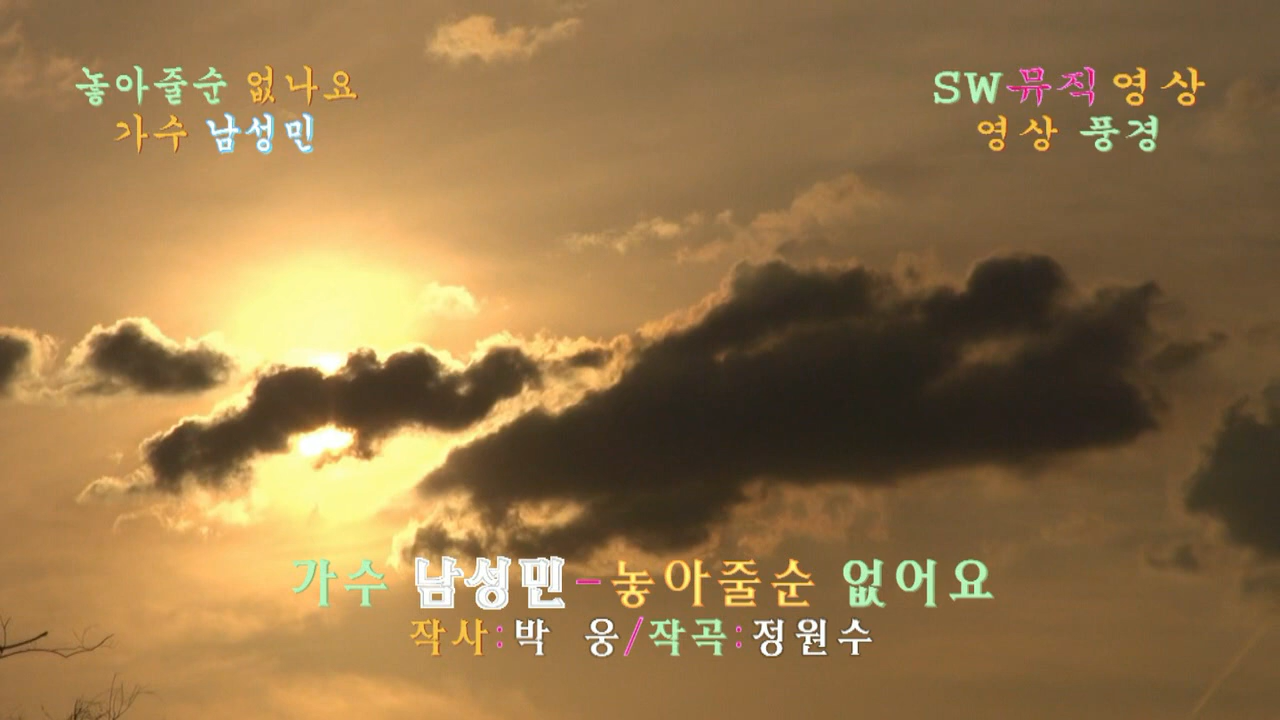 놓아줄순 없나요
가수 남성민
SW뮤직영상
영상 풍경
가수 남성민-놓아줄순 없어요
작사:박 웅/작곡:정원수